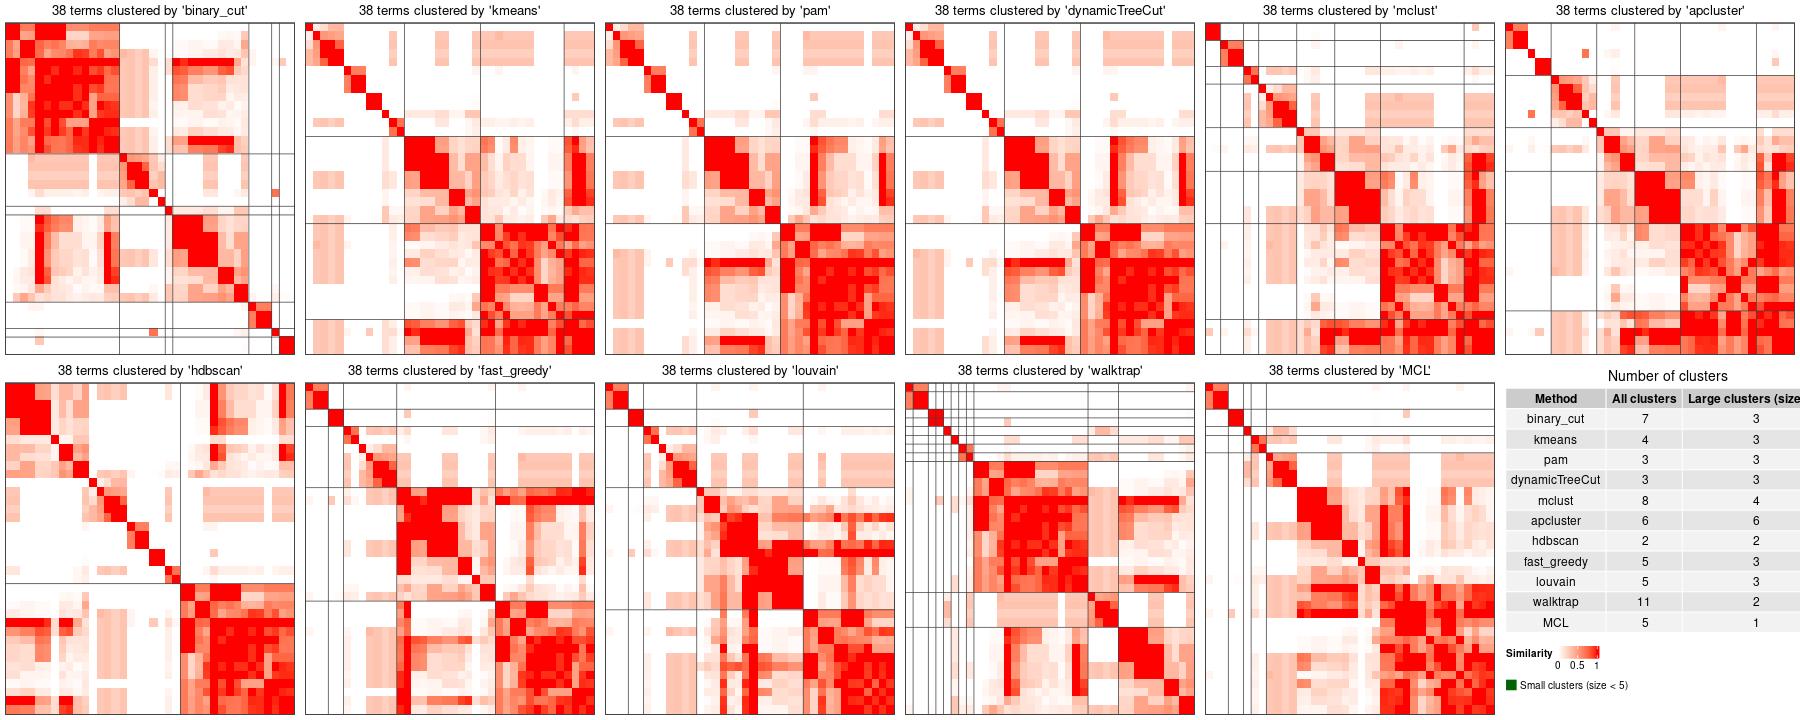 38 terms clustered by 'binary_cut'
38 terms clustered by 'kmeans'
38 terms clustered by 'pam'
38 terms clustered by 'dynamicTreeCut'
38 terms clustered by 'mclust'
38 terms clustered by 'apcluster'
38 terms clustered by 'hdbscan'
38 terms clustered by 'fast_greedy'
38 terms clustered by 'louvain'
38 terms clustered by 'walktrap'
38 terms clustered by 'MCL'
Number of clusters
Method All clusters Large clusters (size
binary_cut 7 3
kmeans 4 3
pam 3 3
dynamicTreeCut 3 3
mclust 8 4
apcluster 6 6
hdbscan 2 2
fast_greedy 5 3
louvain 5 3
walktrap 11 2
MCL 5 1
Similarity
0 0.5 1
Small clusters (size < 5)